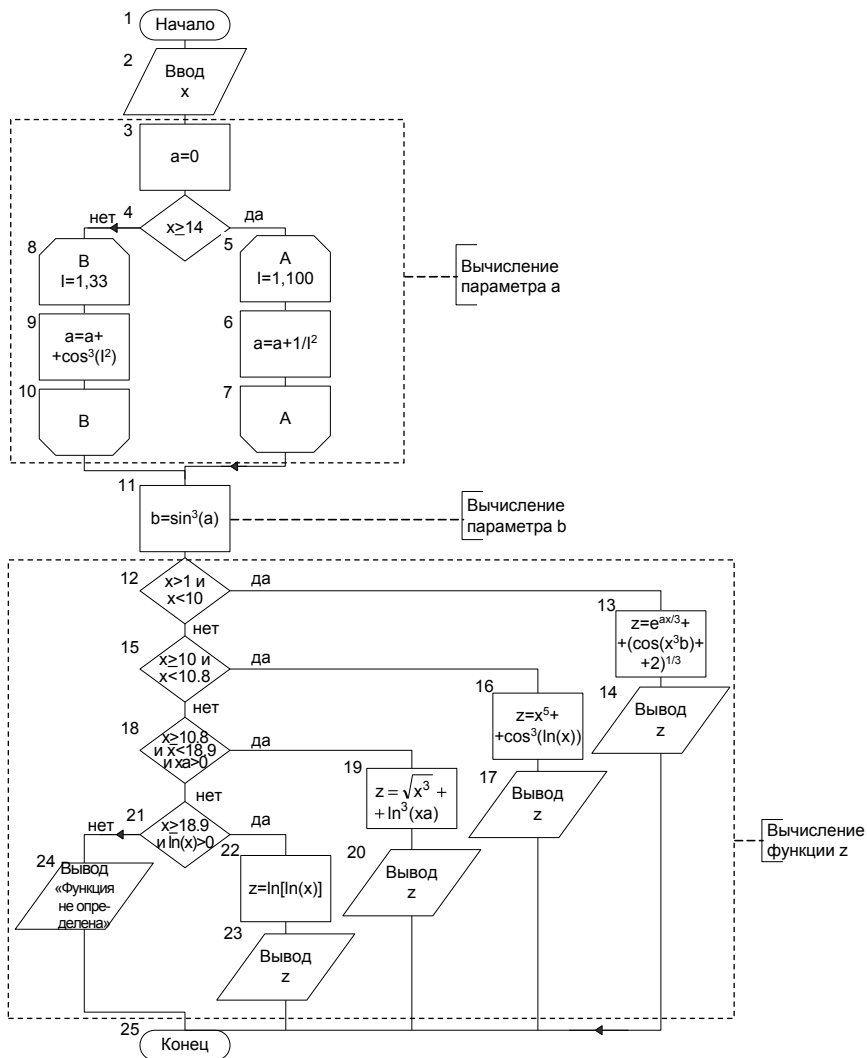 1
Начало
2
Ввод
x
3
a=0
4
x≥14
нет
да
8
B
I=1,33
5
A
I=1,100
Вычисление
параметра a
9
a=a+
+cos³(I²)
6
a=a+1/I²
10
B
7
A
11
b=sin³(a)
Вычисление
параметра b
12
x>1 и
x<10
да
нет
13
z=e^{ax/3}+
+(cos(x³b)+
+2)^{1/3}
14
Вывод
z
15
x≥10 и
x<10.8
да
нет
16
z=x⁵+
+cos³(ln(x))
17
Вывод
z
18
x≥10.8
и x<18.9
и xa>0
да
нет
19
z = √x³ +
+ ln³(xa)
20
Вывод
z
21
x≥18.9
и ln(x)>0
нет
да
22
z=ln[ln(x)]
23
Вывод
z
24
Вывод
«Функция
не опре-
делена»
Вычисление
функции z
25
Конец